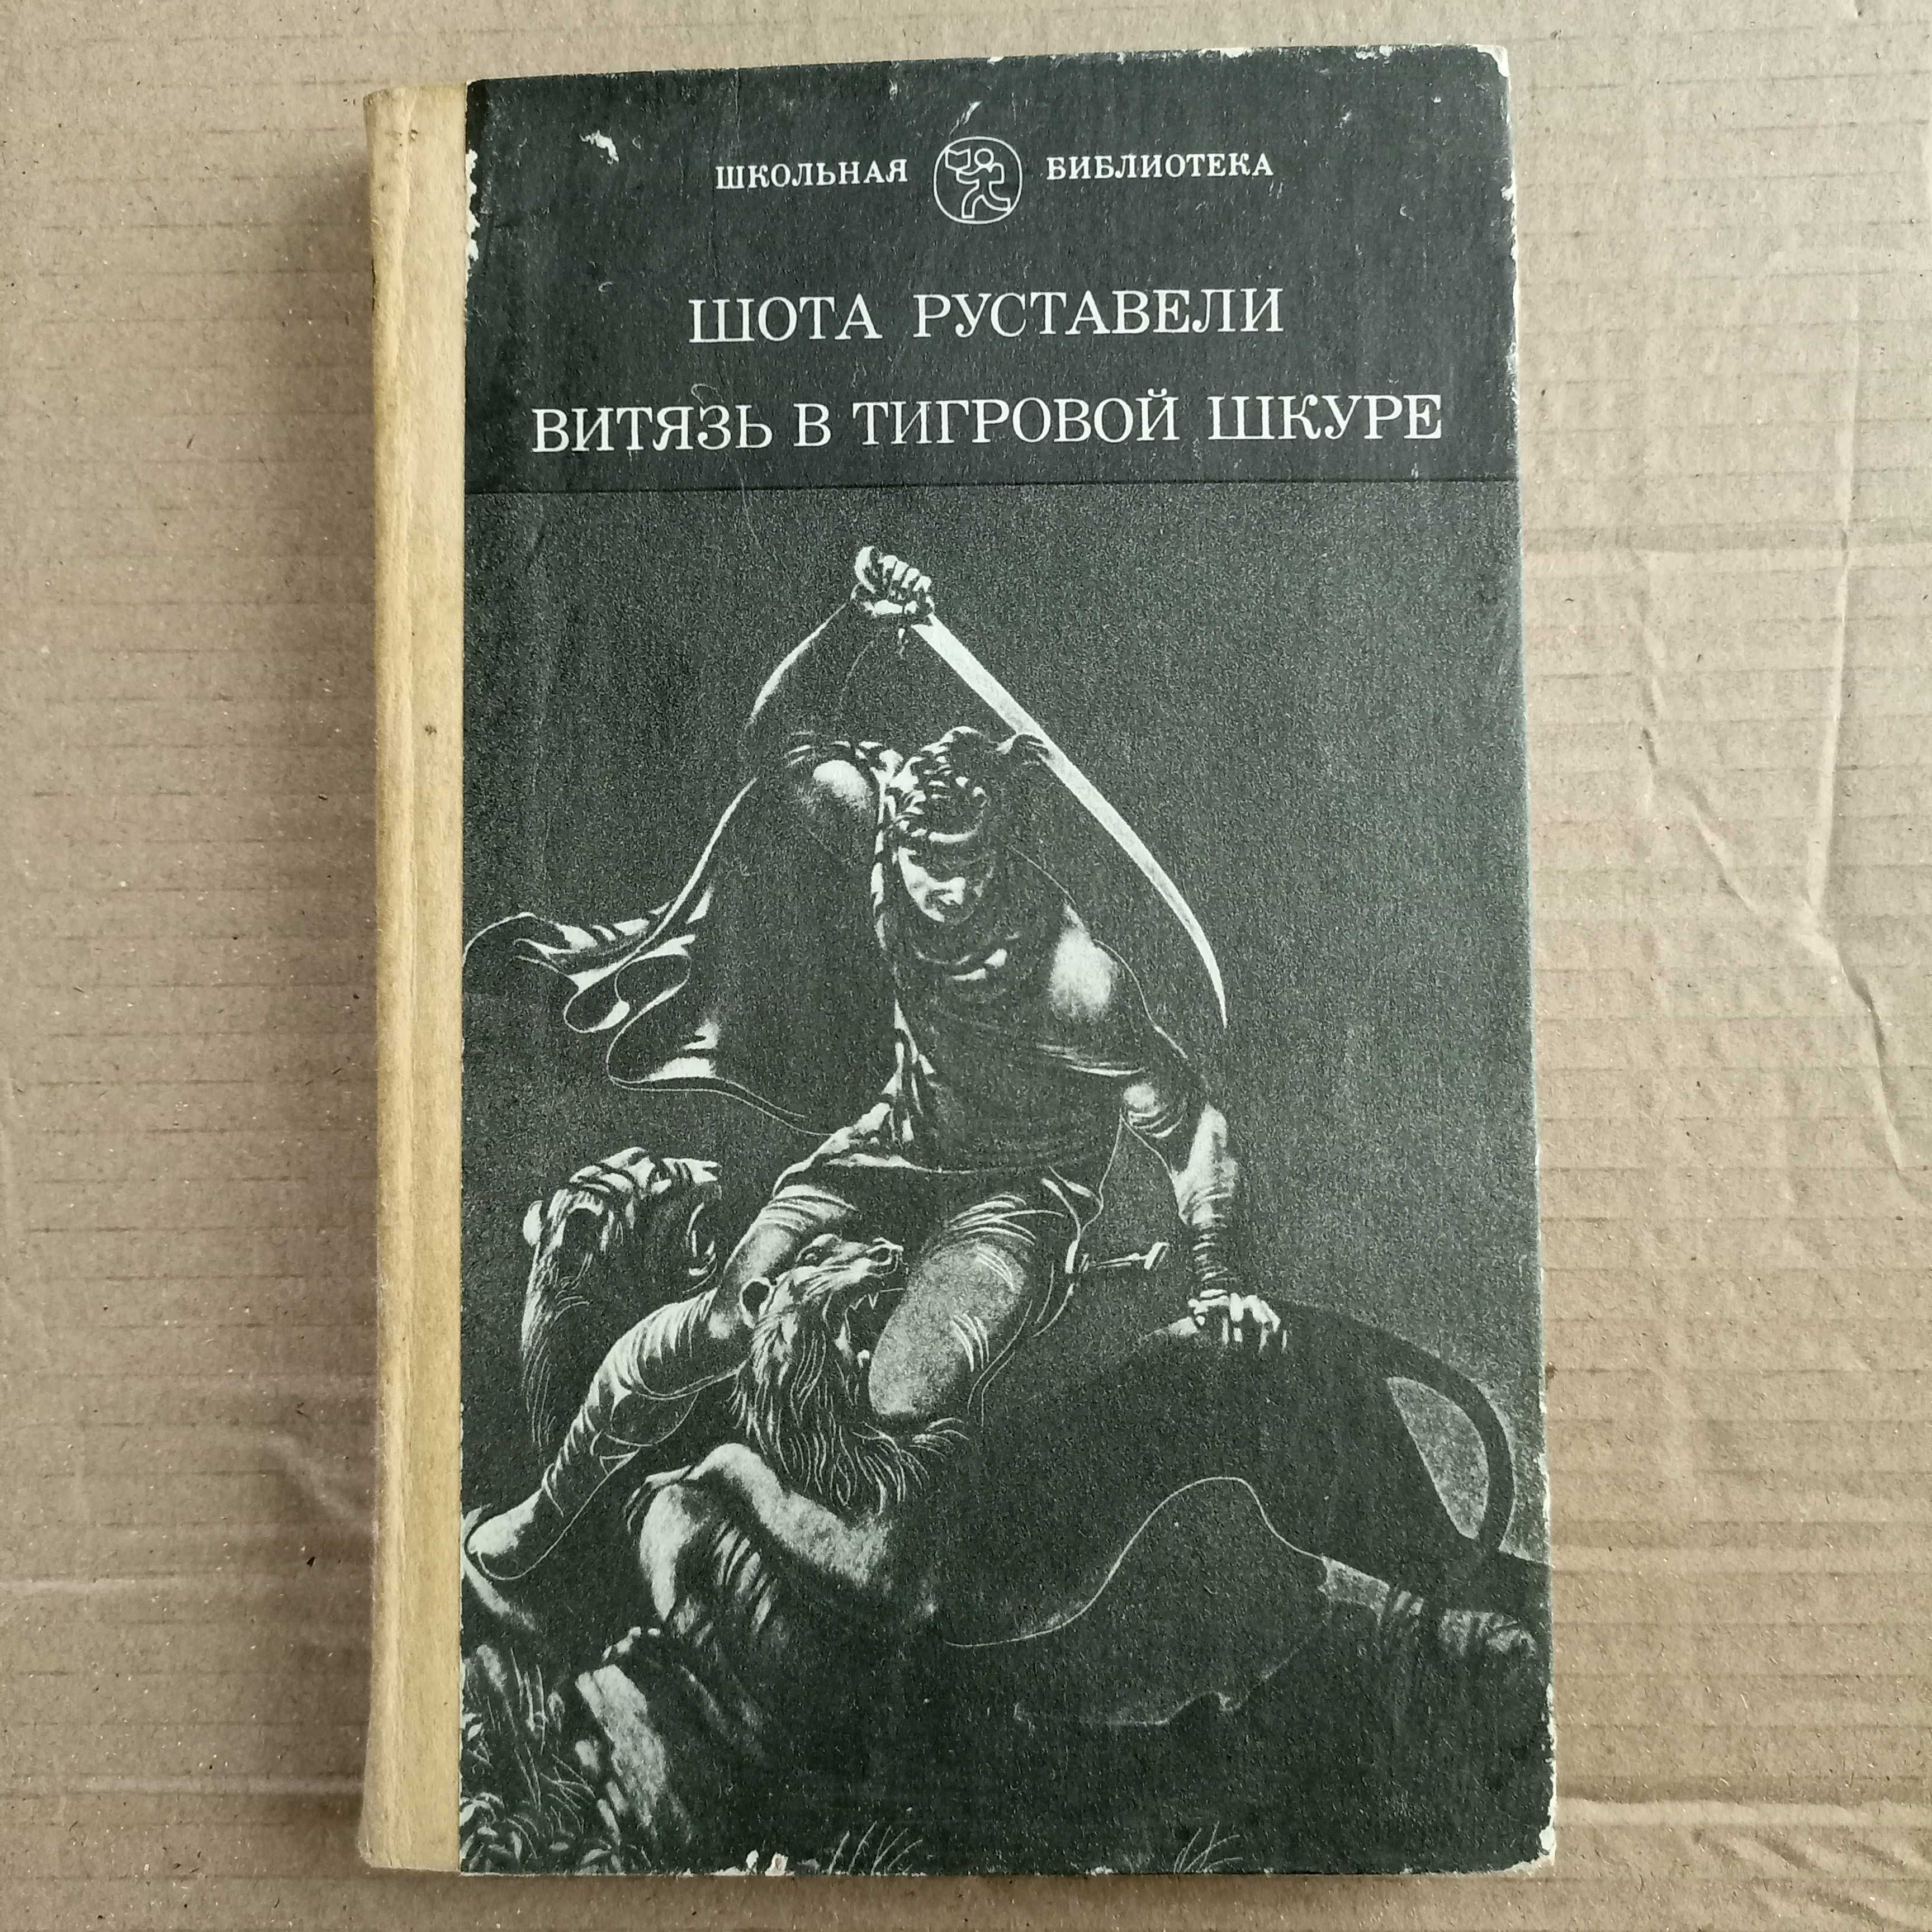 ШКОЛЬНАЯ БИБЛИОТЕКА
ШОТА РУСТАВЕЛИ
ВИТЯЗЬ В ТИГРОВОЙ ШКУРЕ